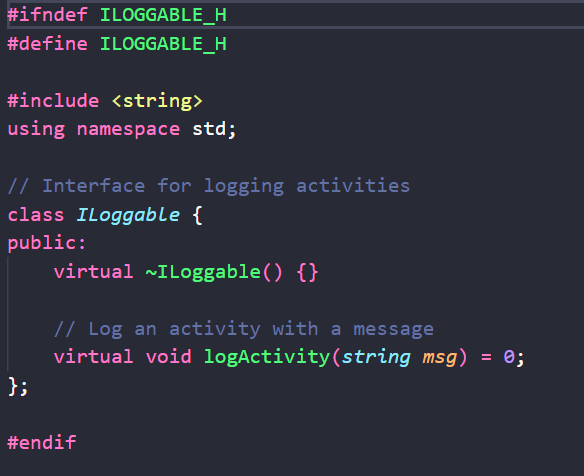 #ifndef ILOGGABLE_H
#define ILOGGABLE_H

#include <string>
using namespace std;

// Interface for logging activities
class ILoggable {
public:
    virtual ~ILoggable() {}

    // Log an activity with a message
    virtual void logActivity(string msg) = 0;
};

#endif